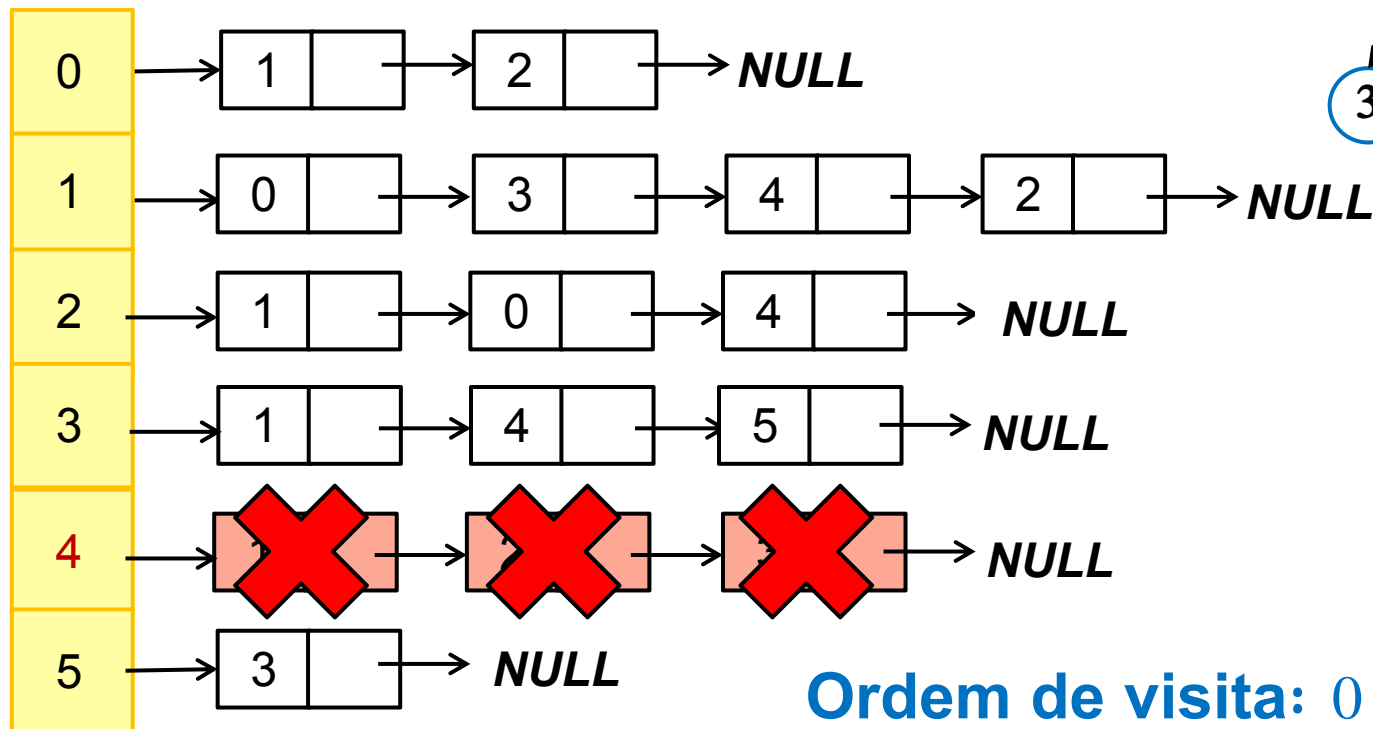 0 1 2 NULL
3
1 0 3 4 2 NULL
2 1 0 4 NULL
3 1 4 5 NULL
4 NULL
5 3 NULL
Ordem de visita: 0